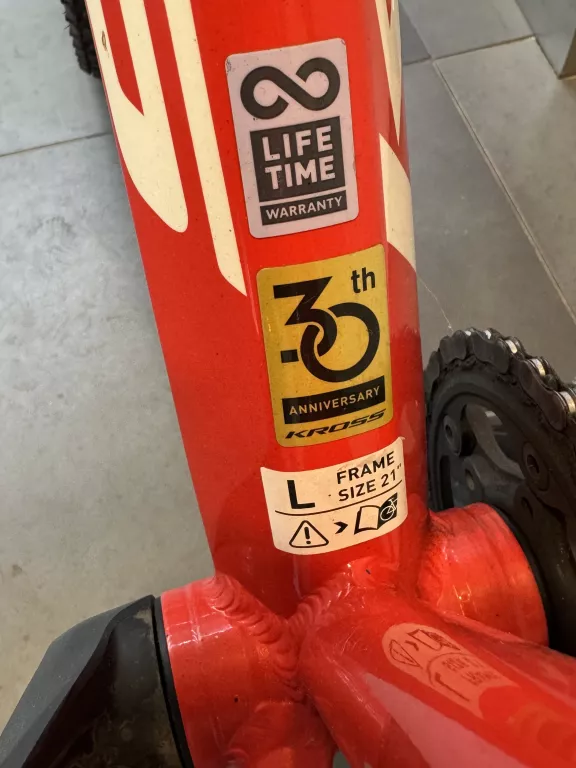 LIFE
TIME
WARRANTY
30th
ANNIVERSARY
KROSS
L
FRAME
SIZE 21"